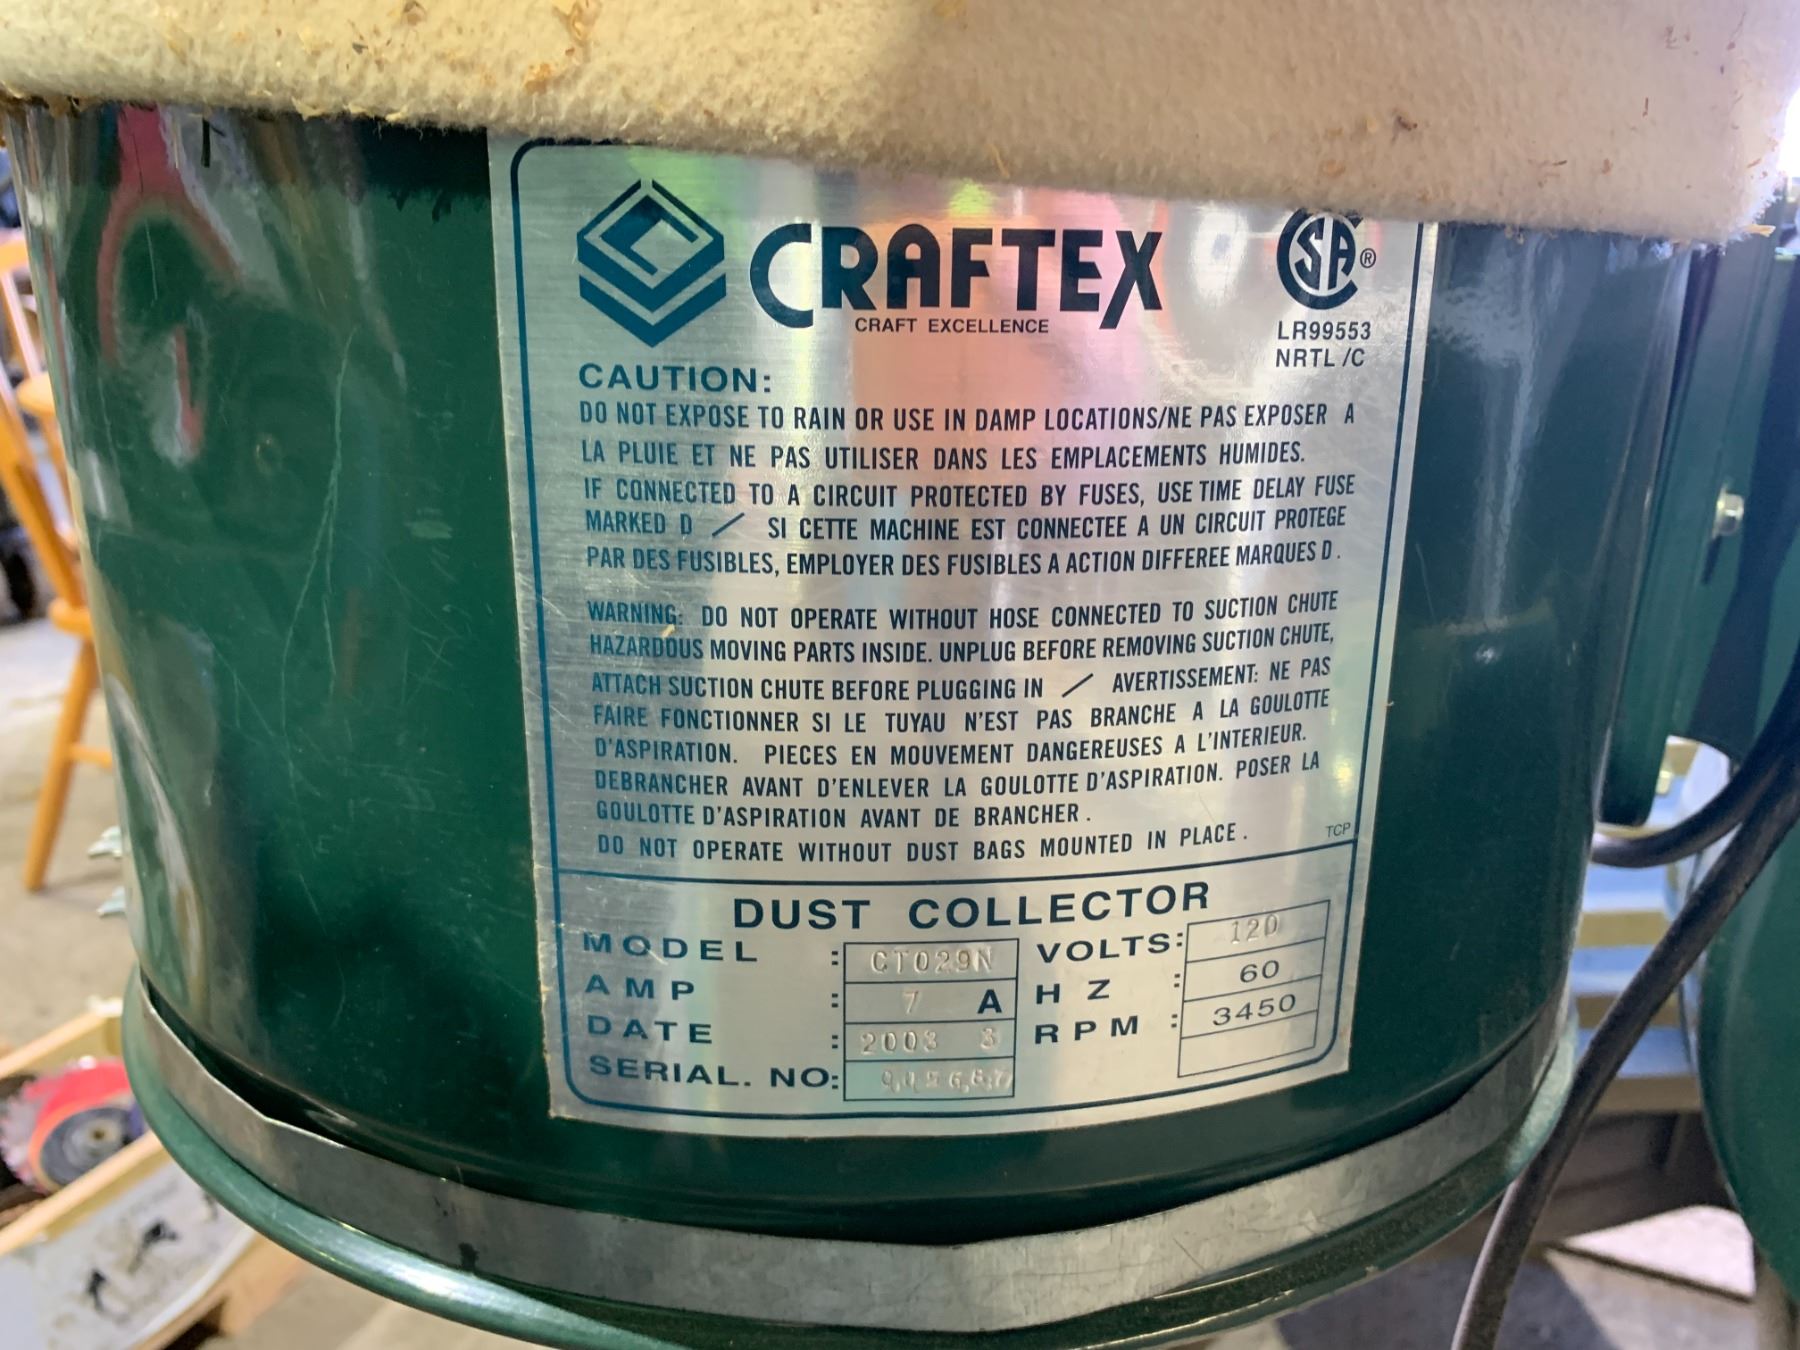 CRAFTEX
CRAFT EXCELLENCE
CSA ®
LR99553
NRTL /C
CAUTION:
DO NOT EXPOSE TO RAIN OR USE IN DAMP LOCATIONS/NE PAS EXPOSER A
LA PLUIE ET NE PAS UTILISER DANS LES EMPLACEMENTS HUMIDES.
IF CONNECTED TO A CIRCUIT PROTECTED BY FUSES, USE TIME DELAY FUSE
MARKED D / SI CETTE MACHINE EST CONNECTEE A UN CIRCUIT PROTEGE
PAR DES FUSIBLES, EMPLOYER DES FUSIBLES A ACTION DIFFEREE MARQUES D.
WARNING: DO NOT OPERATE WITHOUT HOSE CONNECTED TO SUCTION CHUTE
HAZARDOUS MOVING PARTS INSIDE. UNPLUG BEFORE REMOVING SUCTION CHUTE,
ATTACH SUCTION CHUTE BEFORE PLUGGING IN / AVERTISSEMENT: NE PAS
FAIRE FONCTIONNER SI LE TUYAU N'EST PAS BRANCHE A LA GOULOTTE
D'ASPIRATION. PIECES EN MOUVEMENT DANGEREUSES A L'INTERIEUR.
DEBRANCHER AVANT D'ENLEVER LA GOULOTTE D'ASPIRATION. POSER LA
GOULOTTE D'ASPIRATION AVANT DE BRANCHER.
DO NOT OPERATE WITHOUT DUST BAGS MOUNTED IN PLACE.
TCP
DUST COLLECTOR
MODEL : CT029N VOLTS: 120
AMP : 7 A HZ : 60
DATE : 2003 3 RPM : 3450
SERIAL. NO: